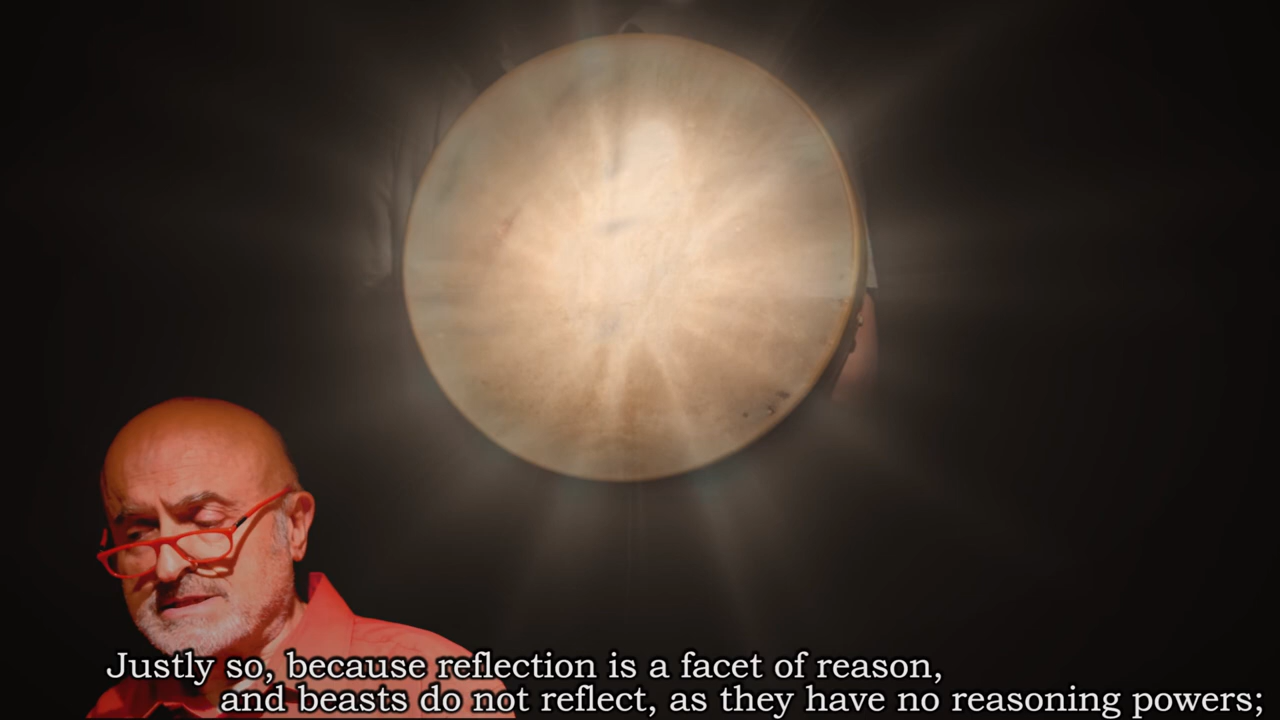 Justly so, because reflection is a facet of reason,
and beasts do not reflect, as they have no reasoning powers;